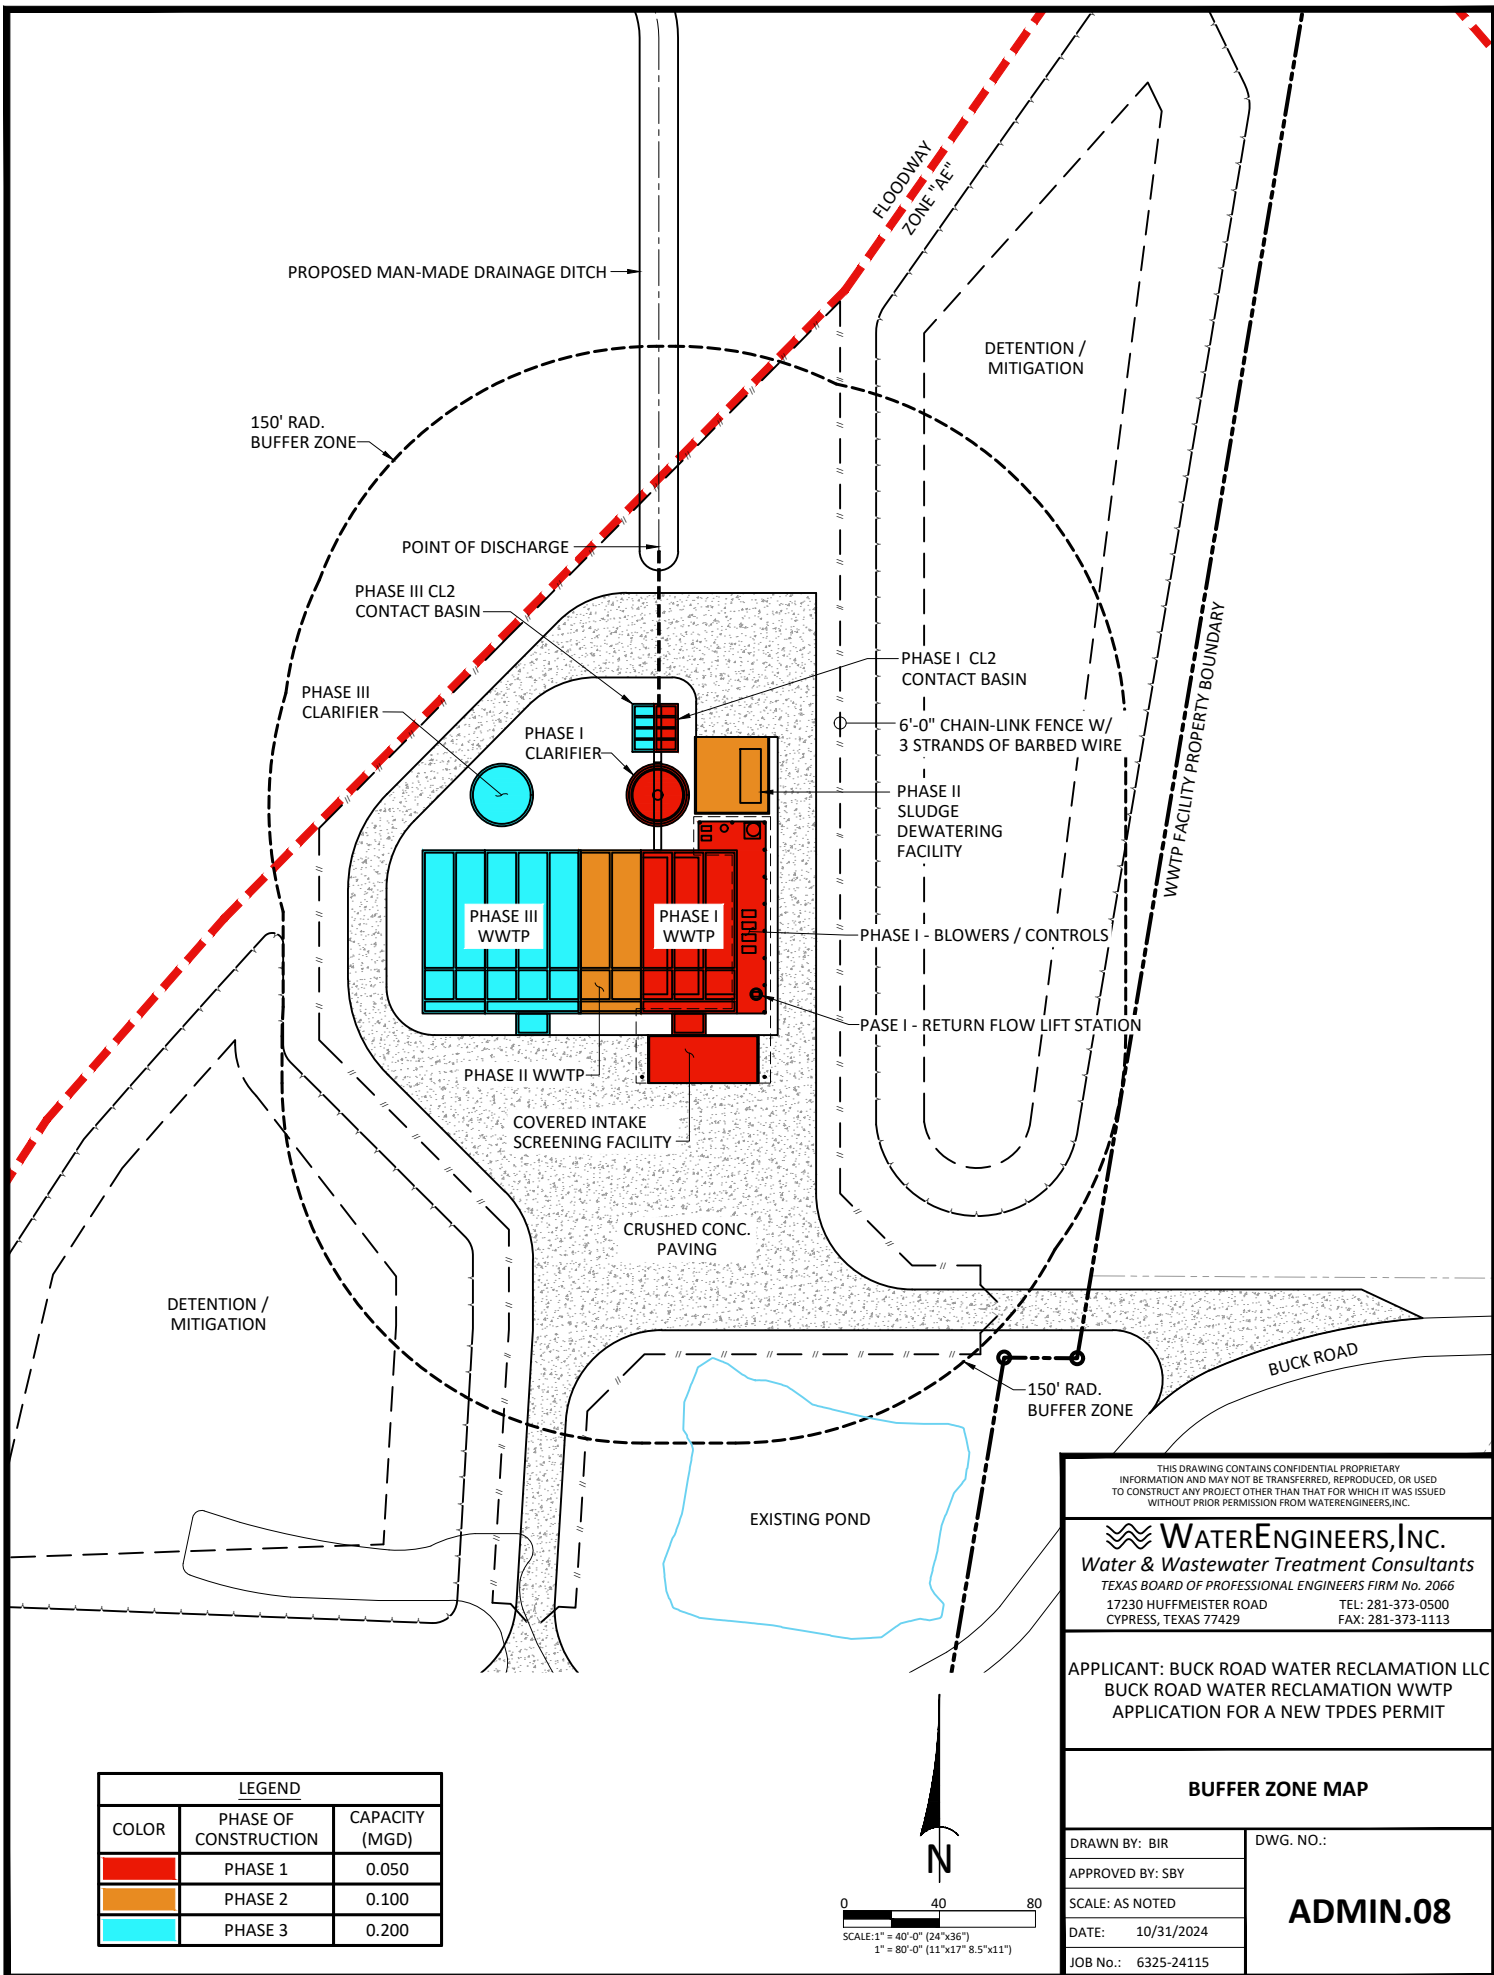 FLOODWAY
ZONE "AE"
PROPOSED MAN-MADE DRAINAGE DITCH
DETENTION /
MITIGATION
150' RAD.
BUFFER ZONE
POINT OF DISCHARGE
PHASE III CL2
CONTACT BASIN
PHASE I  CL2
CONTACT BASIN
PHASE III
CLARIFIER
PHASE I
CLARIFIER
6'-0" CHAIN-LINK FENCE W/
3 STRANDS OF BARBED WIRE
WWTP FACILITY PROPERTY BOUNDARY
PHASE II
SLUDGE
DEWATERING
FACILITY
PHASE III
WWTP
PHASE I
WWTP
PHASE I - BLOWERS / CONTROLS
PASE I - RETURN FLOW LIFT STATION
PHASE II WWTP
COVERED INTAKE
SCREENING FACILITY
CRUSHED CONC.
PAVING
DETENTION /
MITIGATION
BUCK ROAD
150' RAD.
BUFFER ZONE
EXISTING POND
THIS DRAWING CONTAINS CONFIDENTIAL PROPRIETARY
INFORMATION AND MAY NOT BE TRANSFERRED, REPRODUCED, OR USED
TO CONSTRUCT ANY PROJECT OTHER THAN THAT FOR WHICH IT WAS ISSUED
WITHOUT PRIOR PERMISSION FROM WATERENGINEERS,INC.
WATERENGINEERS,INC.
Water & Wastewater Treatment Consultants
TEXAS BOARD OF PROFESSIONAL ENGINEERS FIRM No. 2066
17230 HUFFMEISTER ROAD TEL: 281-373-0500
CYPRESS, TEXAS 77429 FAX: 281-373-1113
APPLICANT: BUCK ROAD WATER RECLAMATION LLC
BUCK ROAD WATER RECLAMATION WWTP
APPLICATION FOR A NEW TPDES PERMIT
BUFFER ZONE MAP
DRAWN BY: BIR
APPROVED BY: SBY
SCALE: AS NOTED
DATE: 10/31/2024
JOB No.: 6325-24115
DWG. NO.:
ADMIN.08
LEGEND
COLOR PHASE OF CONSTRUCTION CAPACITY (MGD)
PHASE 1 0.050
PHASE 2 0.100
PHASE 3 0.200
N
0 40 80
SCALE:1" = 40'-0" (24"x36")
1" = 80'-0" (11"x17" 8.5"x11")